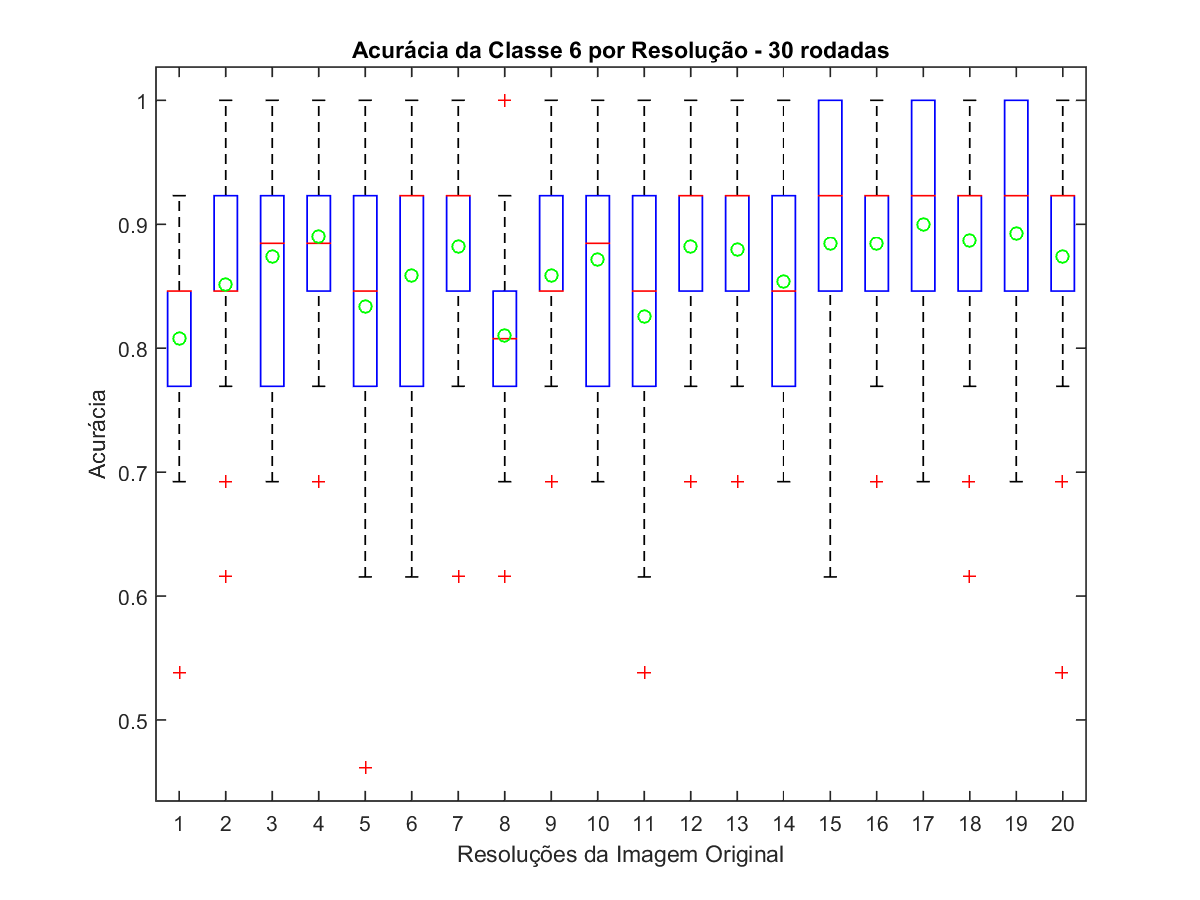 Acurácia da Classe 6 por Resolução - 30 rodadas
1
0.9
0.8
0.7
0.6
0.5
Acurácia
1 2 3 4 5 6 7 8 9 10 11 12 13 14 15 16 17 18 19 20
Resoluções da Imagem Original